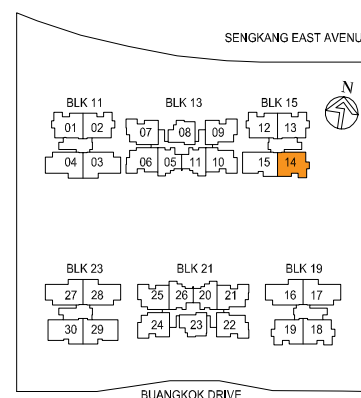 SENGKANG EAST AVENU
N
BLK 11 BLK 13 BLK 15
01 02 07 08 09 12 13
04 03 06 05 11 10 15 14
BLK 23 BLK 21 BLK 19
27 28 25 26 20 21 16 17
30 29 24 23 22 19 18
BUANGKOK DRIVE